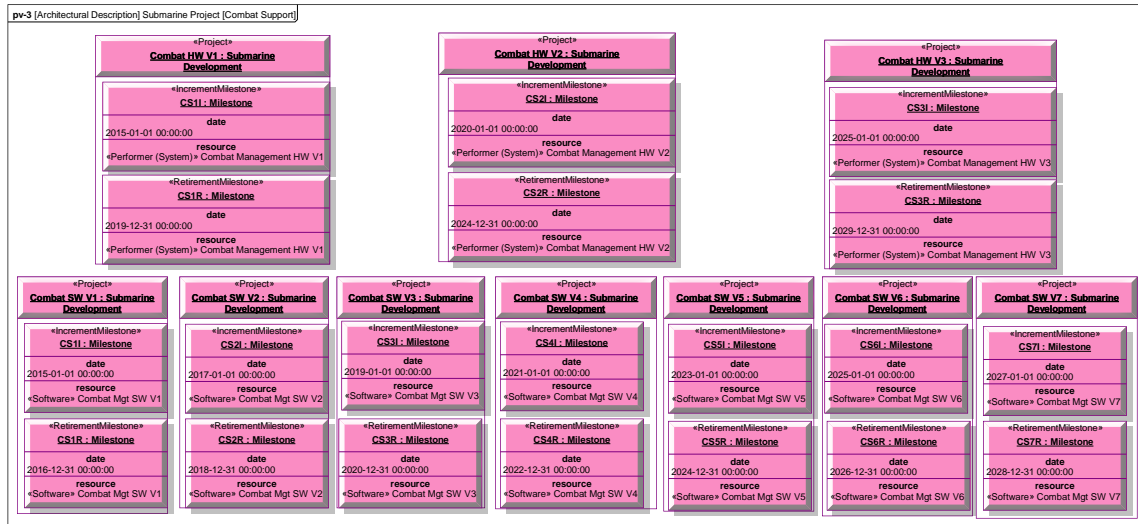 pv-3 [Architectural Description] Submarine Project [Combat Support]
«Project»
Combat HW V1 : Submarine
Development
«IncrementMilestone»
CS1I : Milestone
date
2015-01-01 00:00:00
resource
«Performer (System)» Combat Management HW V1
«RetirementMilestone»
CS1R : Milestone
date
2019-12-31 00:00:00
resource
«Performer (System)» Combat Management HW V1
«Project»
Combat HW V2 : Submarine
Development
«IncrementMilestone»
CS2I : Milestone
date
2020-01-01 00:00:00
resource
«Performer (System)» Combat Management HW V2
«RetirementMilestone»
CS2R : Milestone
date
2024-12-31 00:00:00
resource
«Performer (System)» Combat Management HW V2
«Project»
Combat HW V3 : Submarine
Development
«IncrementMilestone»
CS3I : Milestone
date
2025-01-01 00:00:00
resource
«Performer (System)» Combat Management HW V3
«RetirementMilestone»
CS3R : Milestone
date
2029-12-31 00:00:00
resource
«Performer (System)» Combat Management HW V3
«Project»
Combat SW V1 : Submarine
Development
«IncrementMilestone»
CS1I : Milestone
date
2015-01-01 00:00:00
resource
«Software» Combat Mgt SW V1
«RetirementMilestone»
CS1R : Milestone
date
2016-12-31 00:00:00
resource
«Software» Combat Mgt SW V1
«Project»
Combat SW V2 : Submarine
Development
«IncrementMilestone»
CS2I : Milestone
date
2017-01-01 00:00:00
resource
«Software» Combat Mgt SW V2
«RetirementMilestone»
CS2R : Milestone
date
2018-12-31 00:00:00
resource
«Software» Combat Mgt SW V2
«Project»
Combat SW V3 : Submarine
Development
«IncrementMilestone»
CS3I : Milestone
date
2019-01-01 00:00:00
resource
«Software» Combat Mgt SW V3
«RetirementMilestone»
CS3R : Milestone
date
2020-12-31 00:00:00
resource
«Software» Combat Mgt SW V3
«Project»
Combat SW V4 : Submarine
Development
«IncrementMilestone»
CS4I : Milestone
date
2021-01-01 00:00:00
resource
«Software» Combat Mgt SW V4
«RetirementMilestone»
CS4R : Milestone
date
2022-12-31 00:00:00
resource
«Software» Combat Mgt SW V4
«Project»
Combat SW V5 : Submarine
Development
«IncrementMilestone»
CS5I : Milestone
date
2023-01-01 00:00:00
resource
«Software» Combat Mgt SW V5
«RetirementMilestone»
CS5R : Milestone
date
2024-12-31 00:00:00
resource
«Software» Combat Mgt SW V5
«Project»
Combat SW V6 : Submarine
Development
«IncrementMilestone»
CS6I : Milestone
date
2025-01-01 00:00:00
resource
«Software» Combat Mgt SW V6
«RetirementMilestone»
CS6R : Milestone
date
2026-12-31 00:00:00
resource
«Software» Combat Mgt SW V6
«Project»
Combat SW V7 : Submarine
Development
«IncrementMilestone»
CS7I : Milestone
date
2027-01-01 00:00:00
resource
«Software» Combat Mgt SW V7
«RetirementMilestone»
CS7R : Milestone
date
2028-12-31 00:00:00
resource
«Software» Combat Mgt SW V7